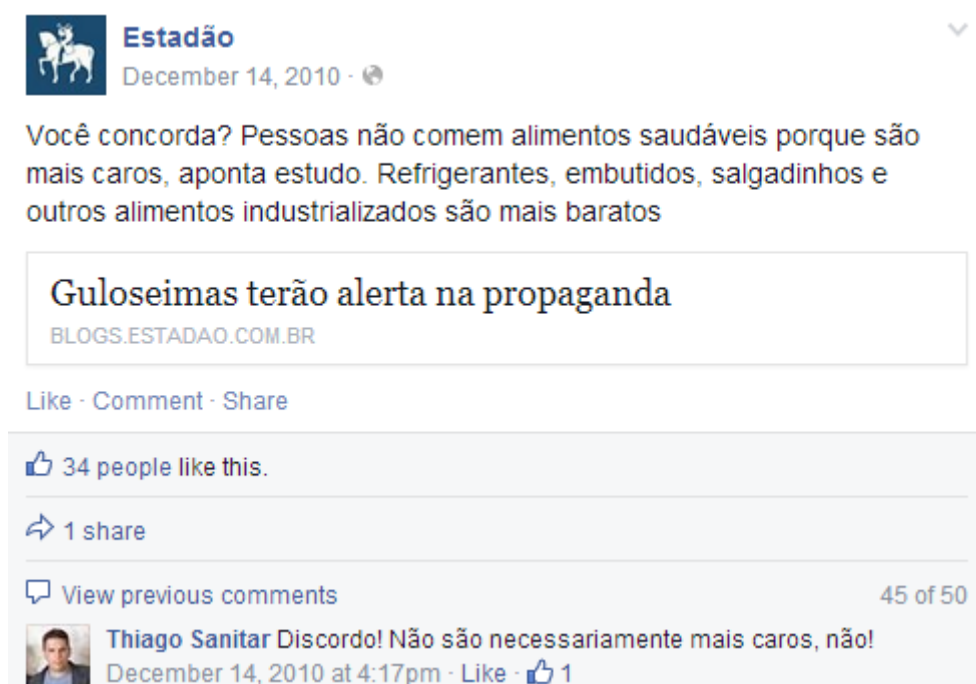 Estadão
December 14, 2010 ·
Você concorda? Pessoas não comem alimentos saudáveis porque são
mais caros, aponta estudo. Refrigerantes, embutidos, salgadinhos e
outros alimentos industrializados são mais baratos
Guloseimas terão alerta na propaganda
BLOGS.ESTADAO.COM.BR
Like · Comment · Share
34 people like this.
1 share
View previous comments 45 of 50
Thiago Sanitar Discordo! Não são necessariamente mais caros, não!
December 14, 2010 at 4:17pm · Like · 1